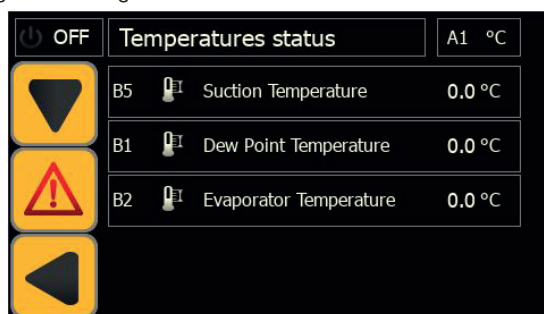 OFF Temperatures status A1 °C
B5 Suction Temperature 0.0 °C
B1 Dew Point Temperature 0.0 °C
B2 Evaporator Temperature 0.0 °C